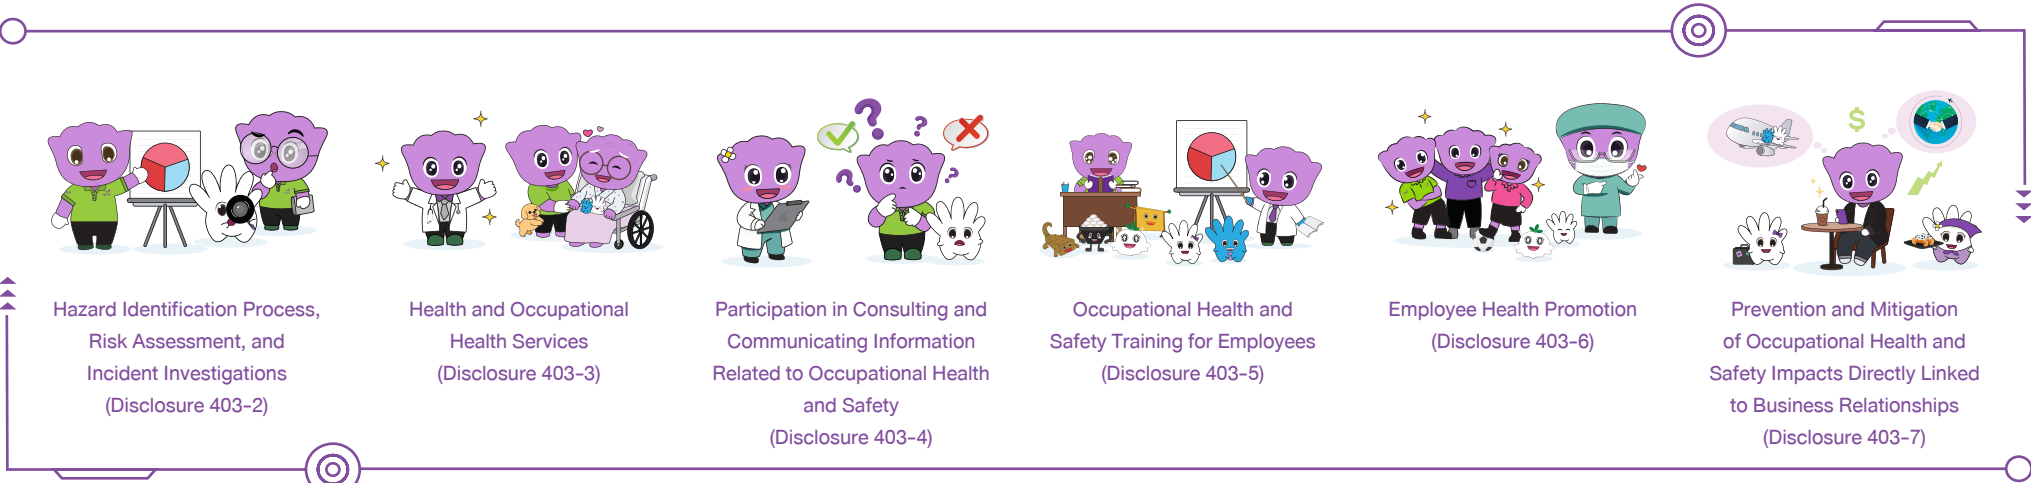 Hazard Identification Process,
Risk Assessment, and
Incident Investigations
(Disclosure 403-2)
Health and Occupational
Health Services
(Disclosure 403-3)
Participation in Consulting and
Communicating Information
Related to Occupational Health
and Safety
(Disclosure 403-4)
Occupational Health and
Safety Training for Employees
(Disclosure 403-5)
Employee Health Promotion
(Disclosure 403-6)
$
Prevention and Mitigation
of Occupational Health and
Safety Impacts Directly Linked
to Business Relationships
(Disclosure 403-7)